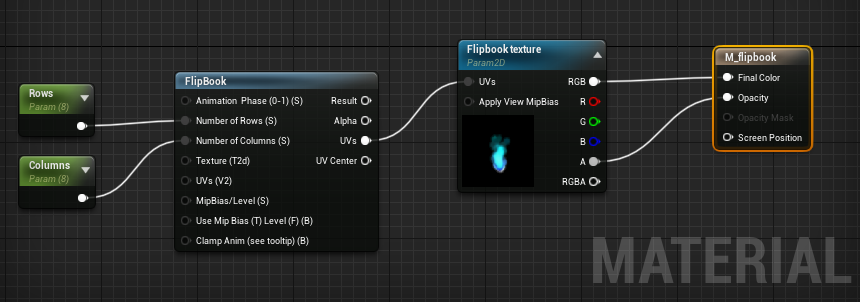 Rows
Param (8)
Columns
Param (8)
FlipBook
Animation Phase (0-1) (S)
Result
Number of Rows (S)
Alpha
Number of Columns (S)
UVs
Texture (T2d)
UV Center
UVs (V2)
MipBias/Level (S)
Use Mip Bias (T) Level (F) (B)
Clamp Anim (see tooltip) (B)
Flipbook texture
Param2D
UVs
RGB
Apply View MipBias
R
G
B
A
RGBA
M_flipbook
Final Color
Opacity
Opacity Mask
Screen Position
MATERIAL